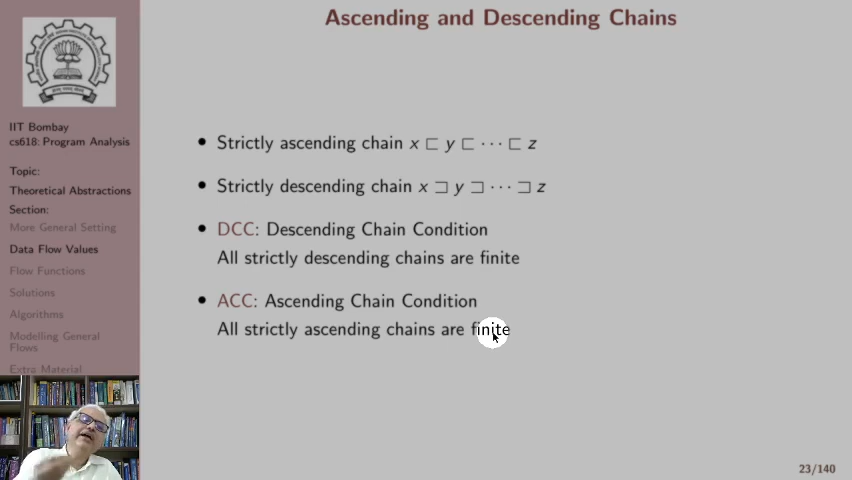 Ascending and Descending Chains
IIT Bombay
cs618: Program Analysis
Topic:
Theoretical Abstractions
Section:
More General Setting
Data Flow Values
Flow Functions
Solutions
Algorithms
Modelling General
Flows
Extra Material
• Strictly ascending chain x ⊏ y ⊏ ··· ⊏ z
• Strictly descending chain x ⊐ y ⊐ ··· ⊐ z
• DCC: Descending Chain Condition
All strictly descending chains are finite
• ACC: Ascending Chain Condition
All strictly ascending chains are finite
23/140